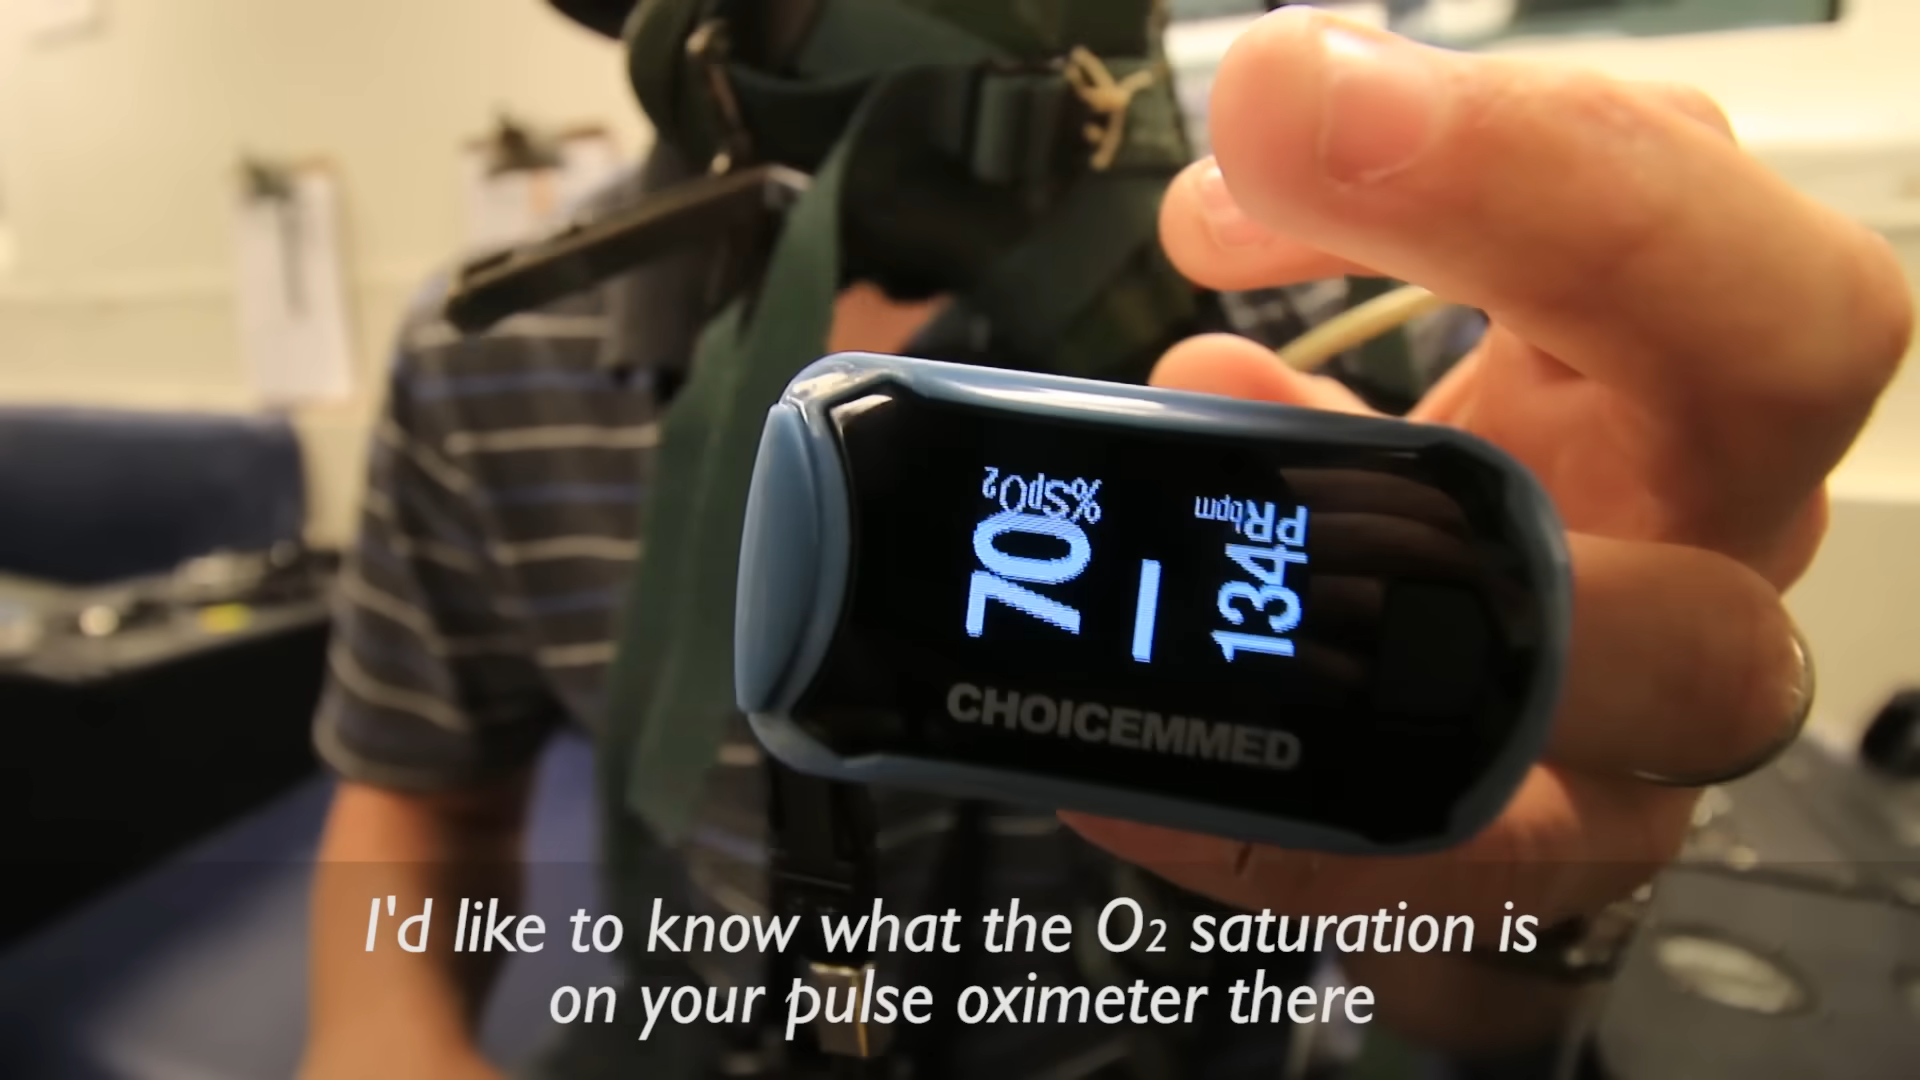 %SpO₂
70
PRbpm
134
CHOICEMMED
I'd like to know what the O₂ saturation is
on your pulse oximeter there